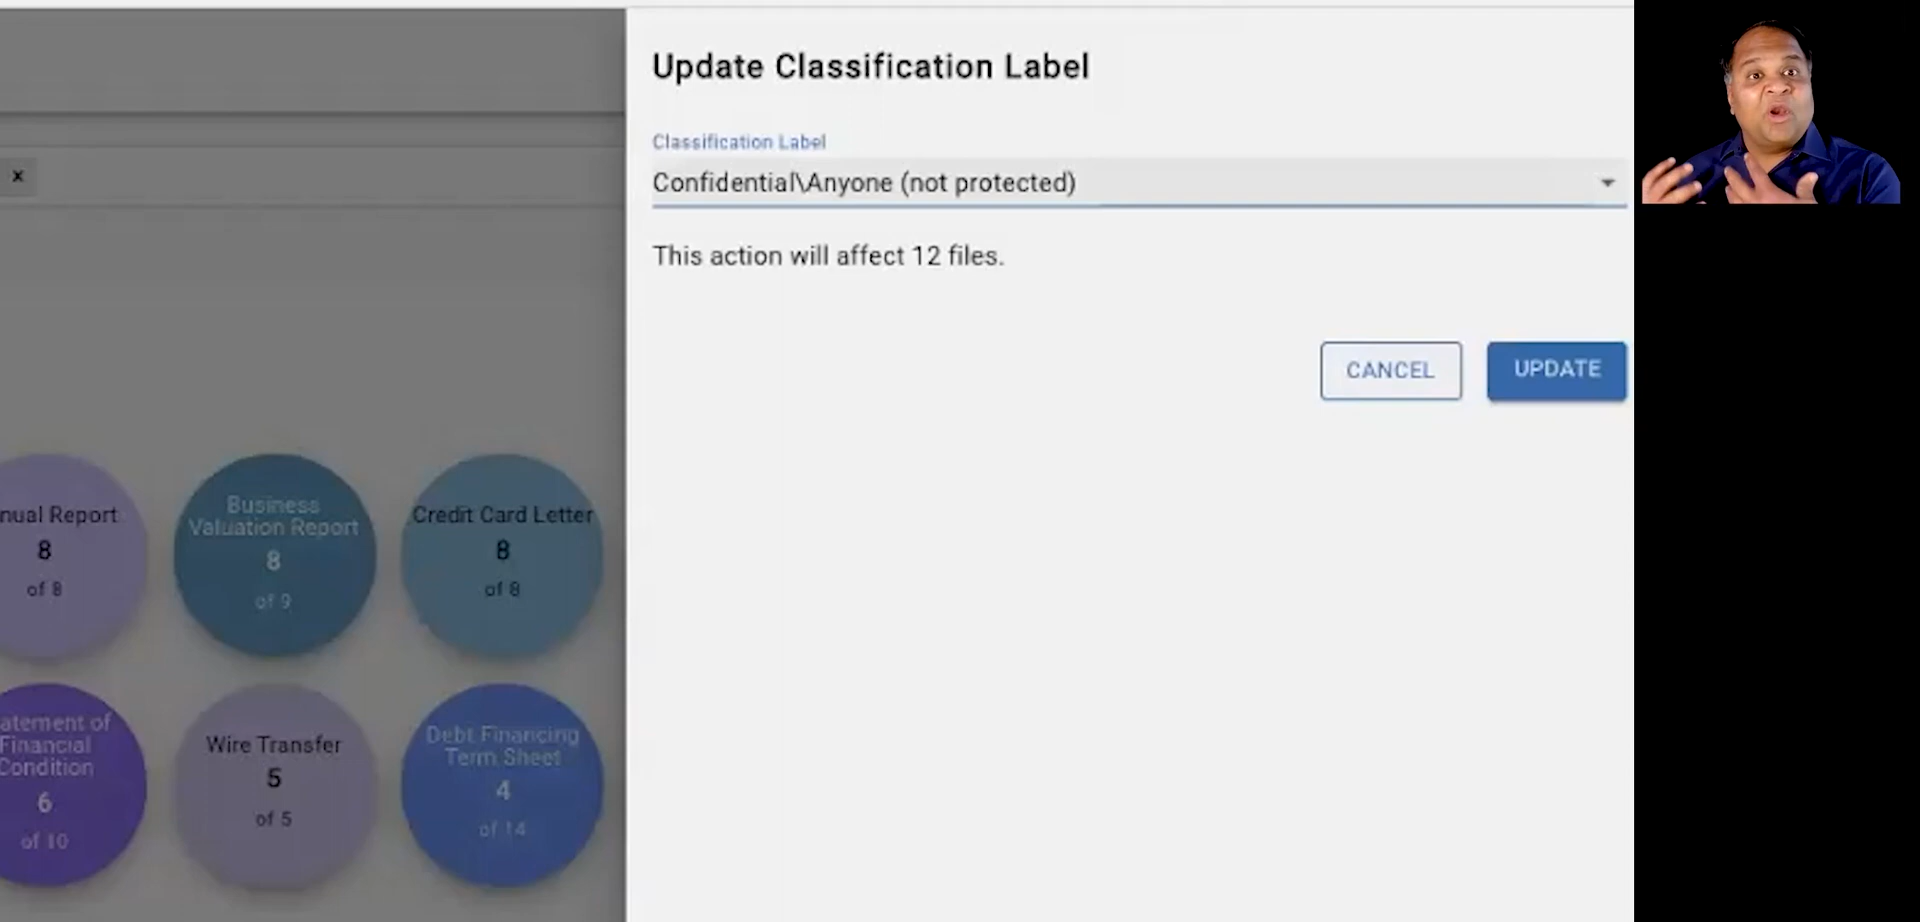 Update Classification Label
Classification Label
Confidential\Anyone (not protected)
This action will affect 12 files.
CANCEL
UPDATE
x
nual Report
8
of 8
Business
Valuation Report
8
of 9
Credit Card Letter
8
of 8
atement of
Financial
Condition
6
of 10
Wire Transfer
5
of 5
Debt Financing
Term Sheet
4
of 14